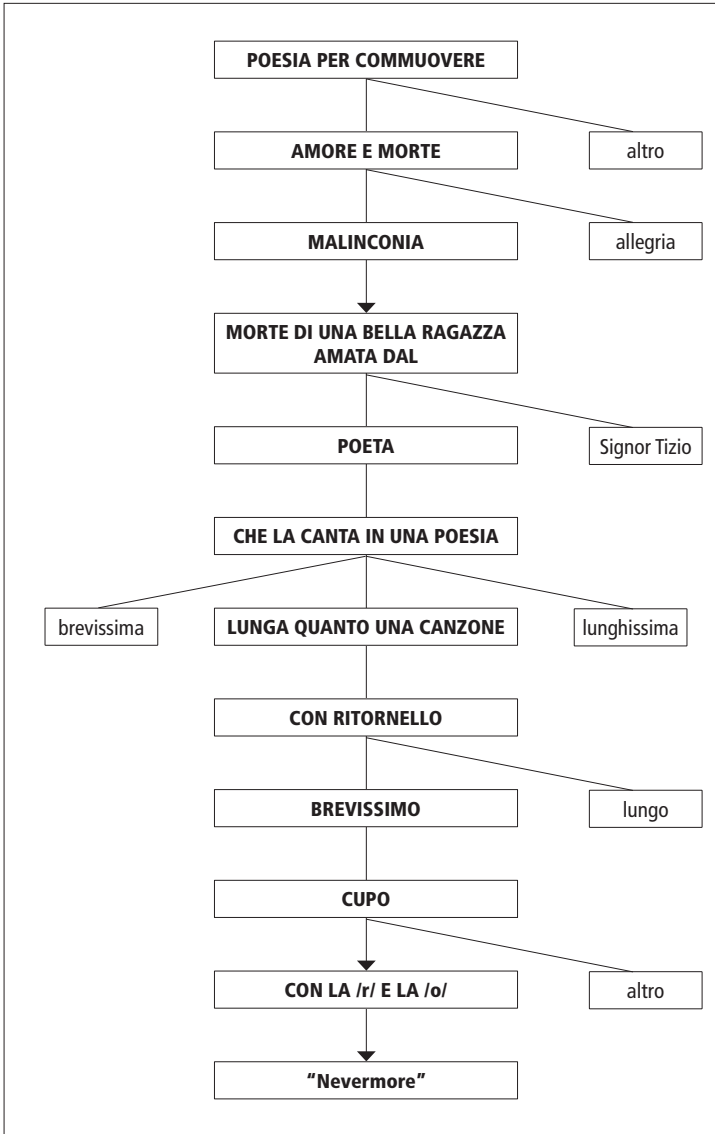 POESIA PER COMMUOVERE
AMORE E MORTE
altro
MALINCONIA
allegria
MORTE DI UNA BELLA RAGAZZA
AMATA DAL
POETA
Signor Tizio
CHE LA CANTA IN UNA POESIA
brevissima
LUNGA QUANTO UNA CANZONE
lunghissima
CON RITORNELLO
BREVISSIMO
lungo
CUPO
CON LA /r/ E LA /o/
altro
"Nevermore"